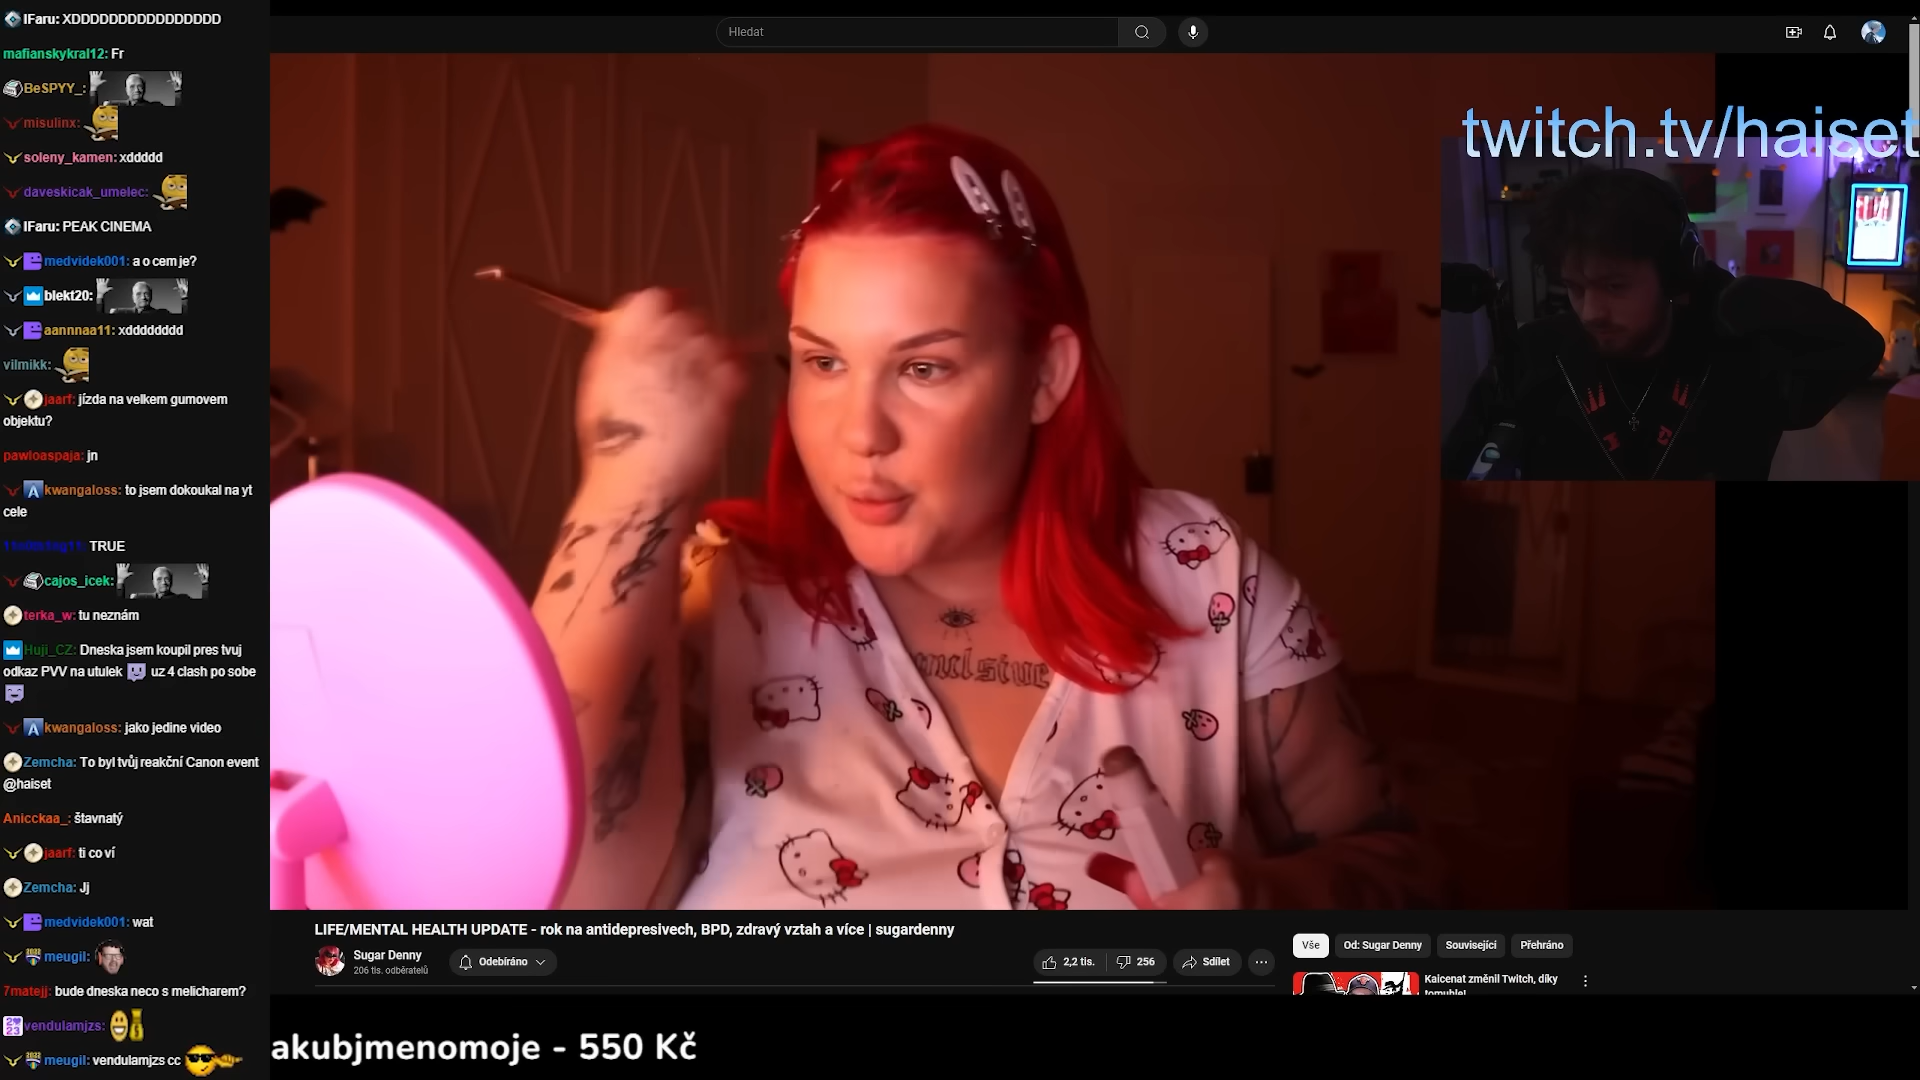 IFaru: XDDDDDDDDDDDDDDDD
mafianskykral12: Fr
BeSPYY_:
misulinx:
soleny_kamen: xddddd
daveskicak_umelec:
IFaru: PEAK CINEMA
medvidek001: a o cem je?
blekt20:
aannnaa11: xdddddddd
vilmikk:
jaarf: jízda na velkem gumovem
objektu?
pawloaspaja: jn
kwangaloss: to jsem dokoukal na yt
cele
TRUE
cajos_icek:
terka_w: tu neznám
Huji_CZ: Dneska jsem koupil pres tvuj
odkaz PVV na utulek uz 4 clash po sobe
kwangaloss: jako jedine video
Zemcha: To byl tvůj reakční Canon event
@haiset
Anicckaa_: štavnatý
jaarf: ti co ví
Zemcha: Jj
medvidek001: wat
meugil:
7matejj: bude dneska neco s melicharem?
vendulamjzs:
meugil: vendulamjzs cc
Hledat
twitch.tv/haiset
LIFE/MENTAL HEALTH UPDATE - rok na antidepresivech, BPD, zdravý vztah a více | sugardenny
Sugar Denny
206 tis. odběratelů
Odebíráno
2,2 tis.
256
Sdílet
Vše
Od: Sugar Denny
Související
Přehráno
Kaicenat změnil Twitch, díky
tomuhle!
akubjmenomoje - 550 Kč